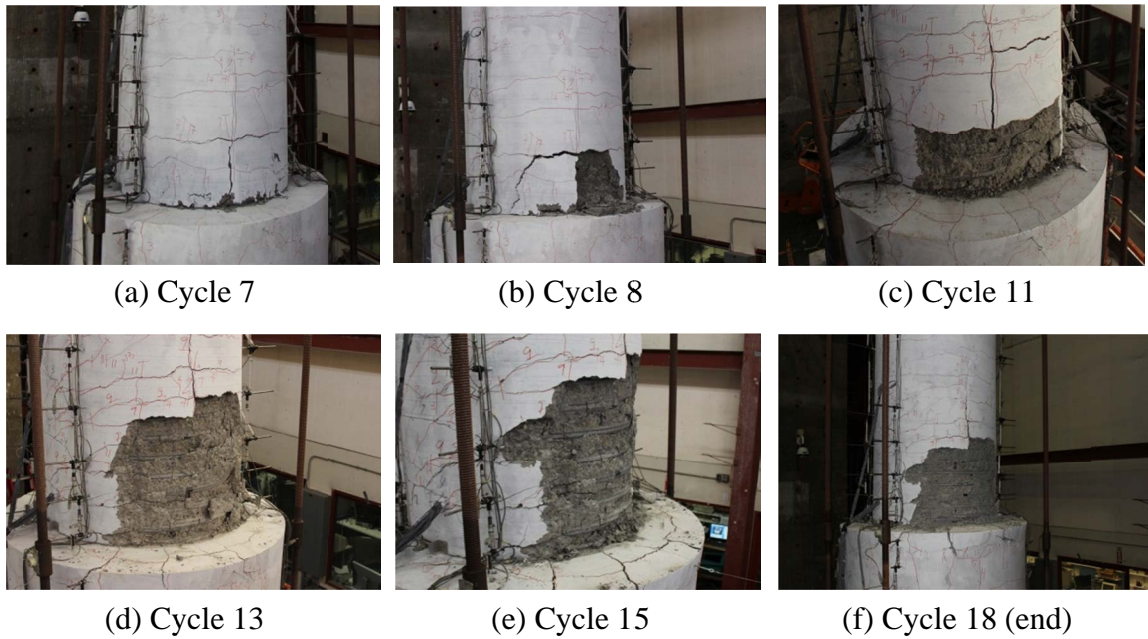 (a) Cycle 7
(b) Cycle 8
(c) Cycle 11
(d) Cycle 13
(e) Cycle 15
(f) Cycle 18 (end)